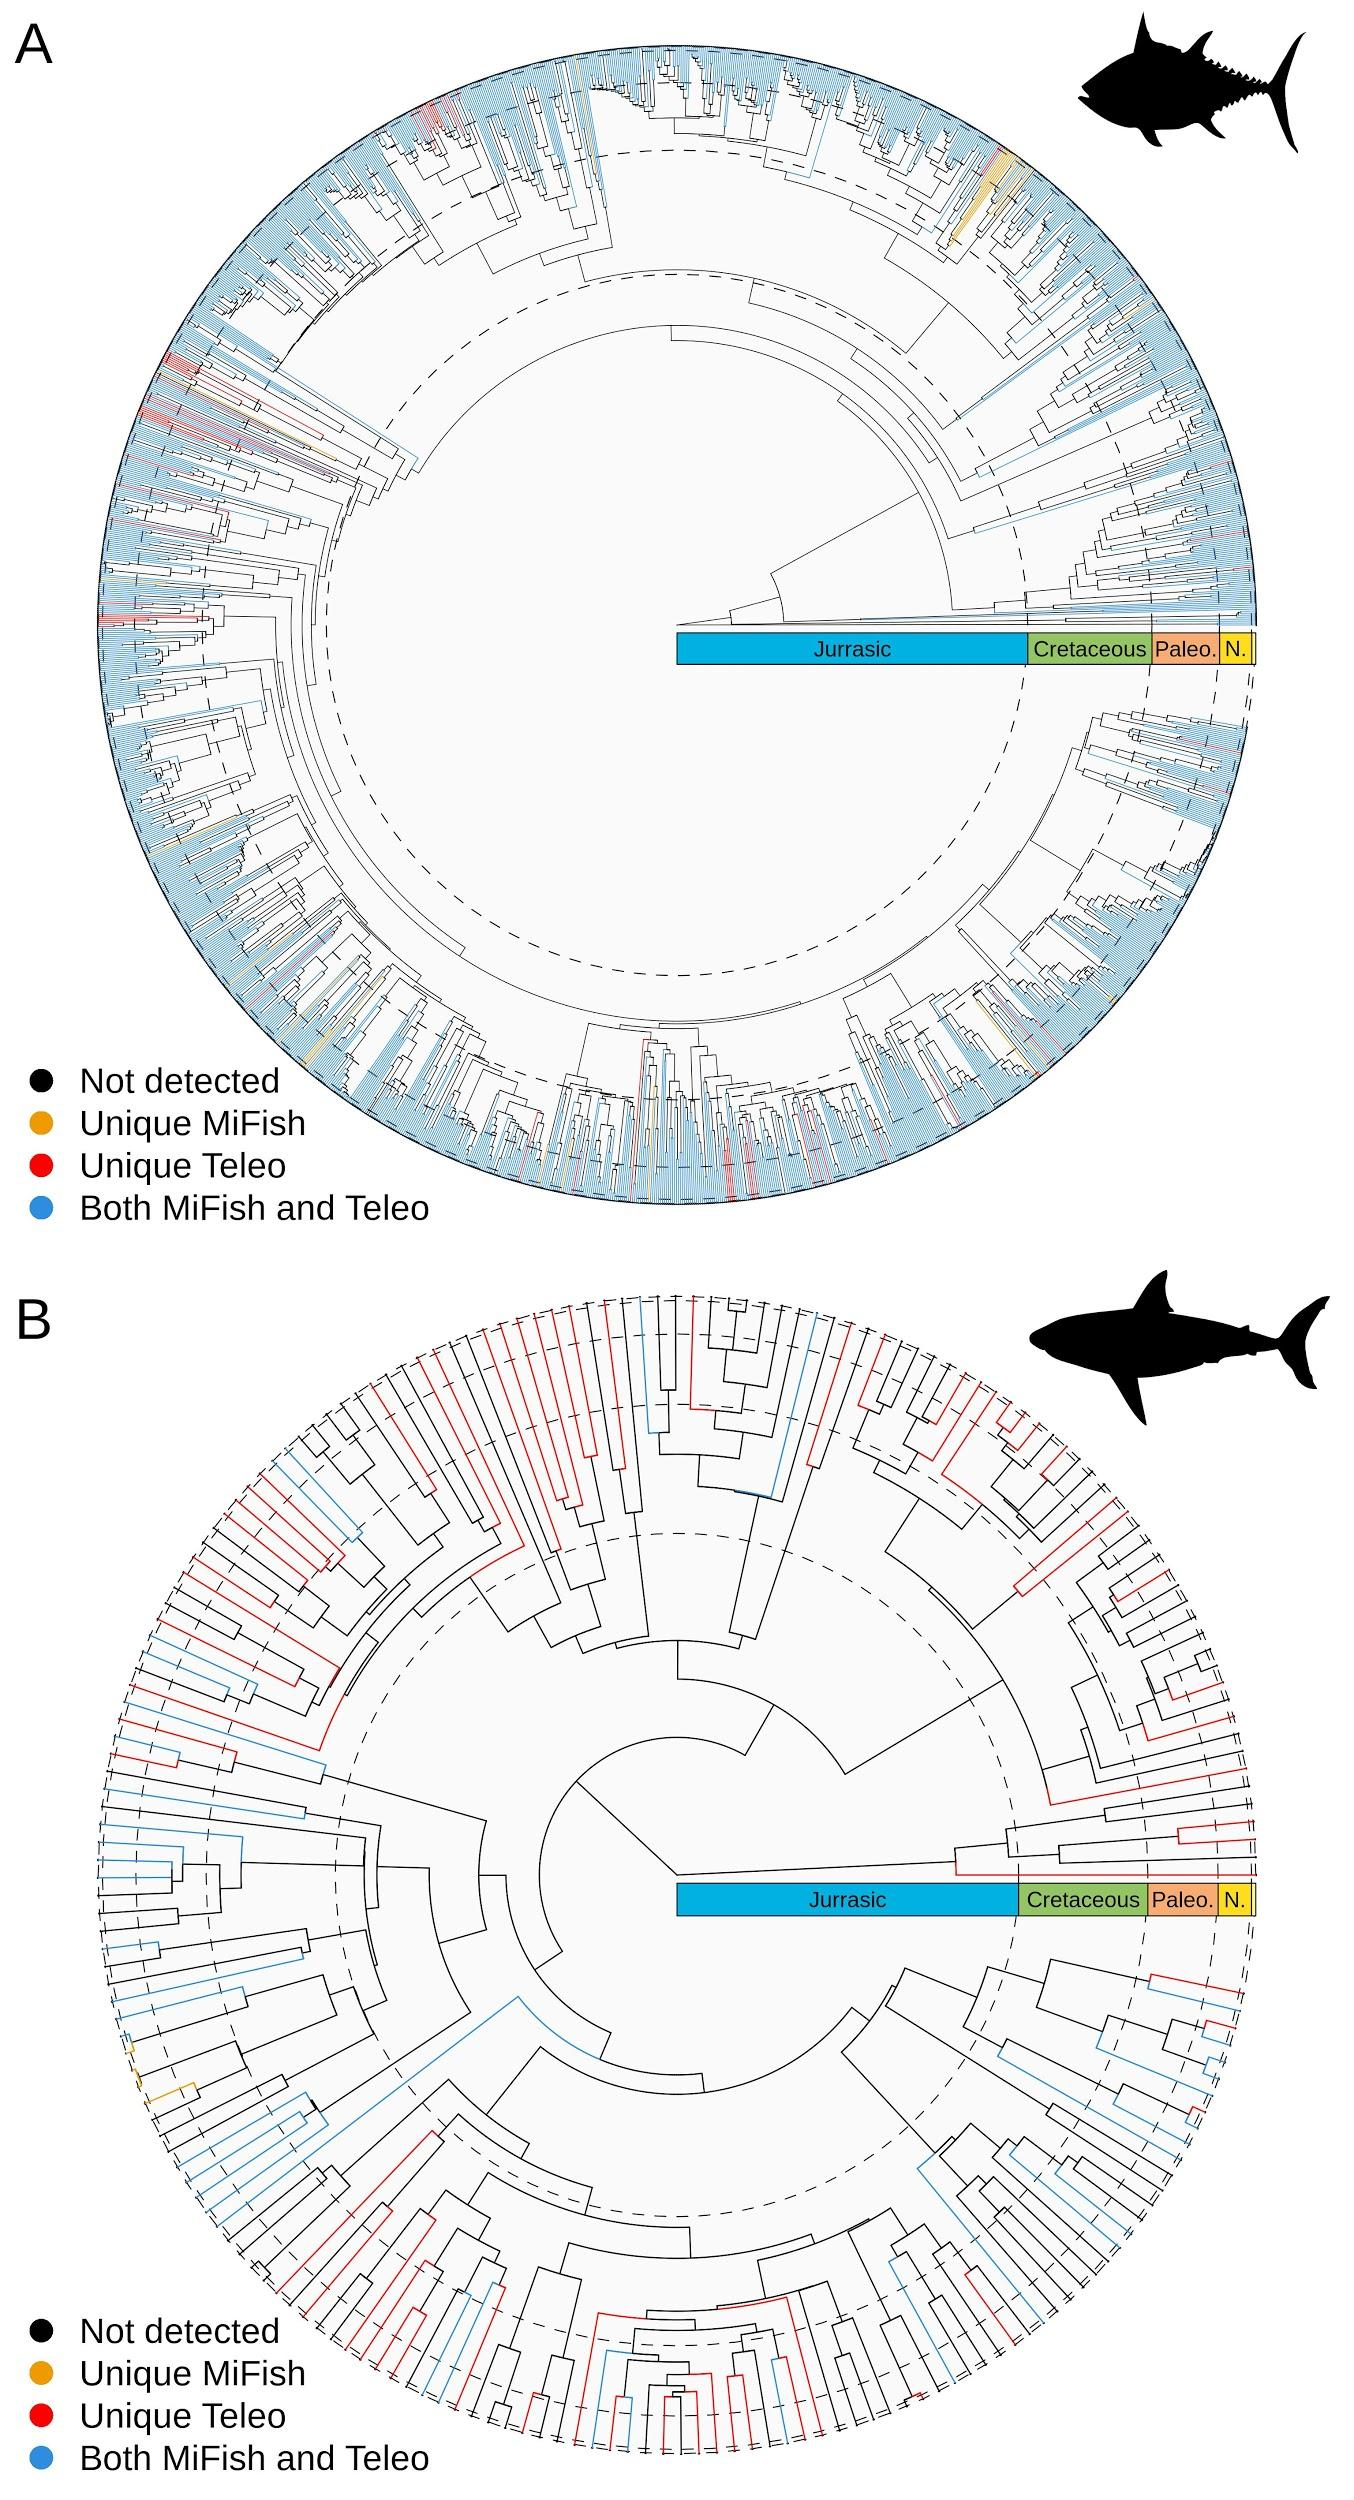 A
Jurrasic Cretaceous Paleo. N.
Not detected
Unique MiFish
Unique Teleo
Both MiFish and Teleo
B
Jurrasic Cretaceous Paleo. N.
Not detected
Unique MiFish
Unique Teleo
Both MiFish and Teleo